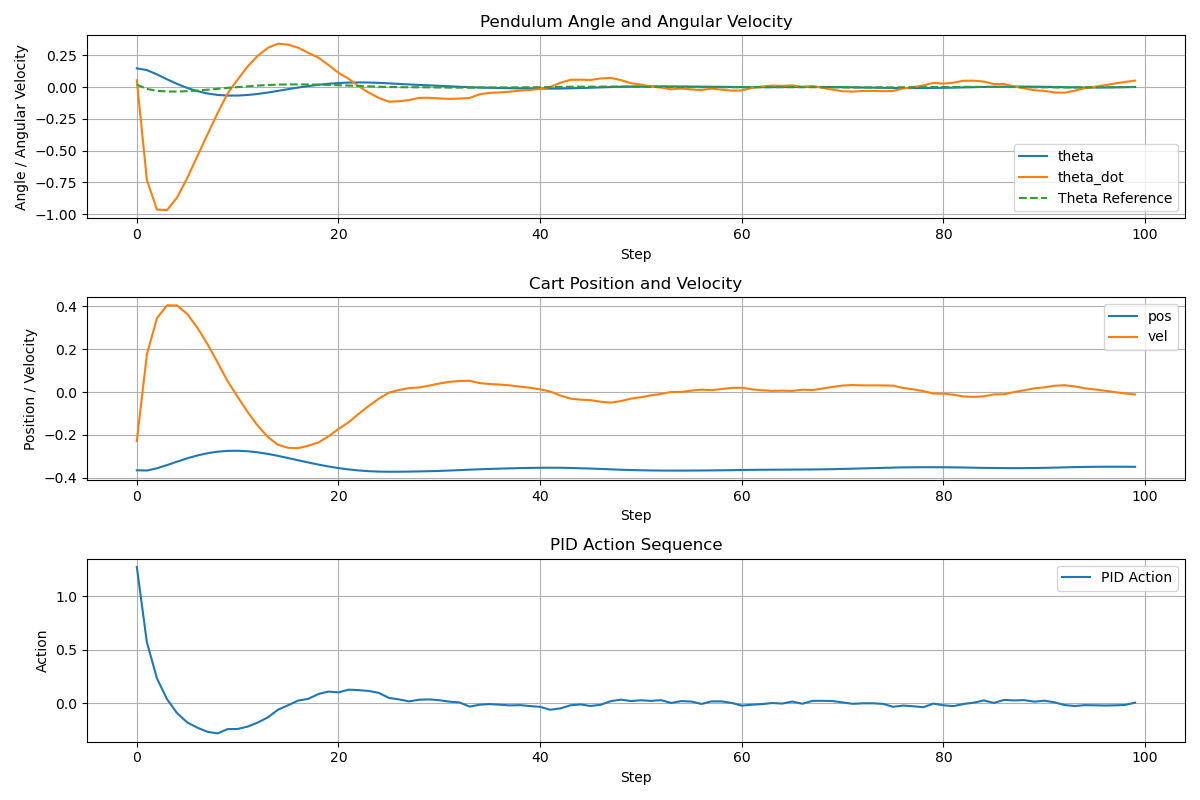 Pendulum Angle and Angular Velocity
Angle / Angular Velocity
0.25
0.00
−0.25
−0.50
−0.75
−1.00
theta
theta_dot
Theta Reference
0 20 40 60 80 100
Step
Cart Position and Velocity
Position / Velocity
0.4
0.2
0.0
−0.2
−0.4
pos
vel
0 20 40 60 80 100
Step
PID Action Sequence
Action
1.0
0.5
0.0
PID Action
0 20 40 60 80 100
Step